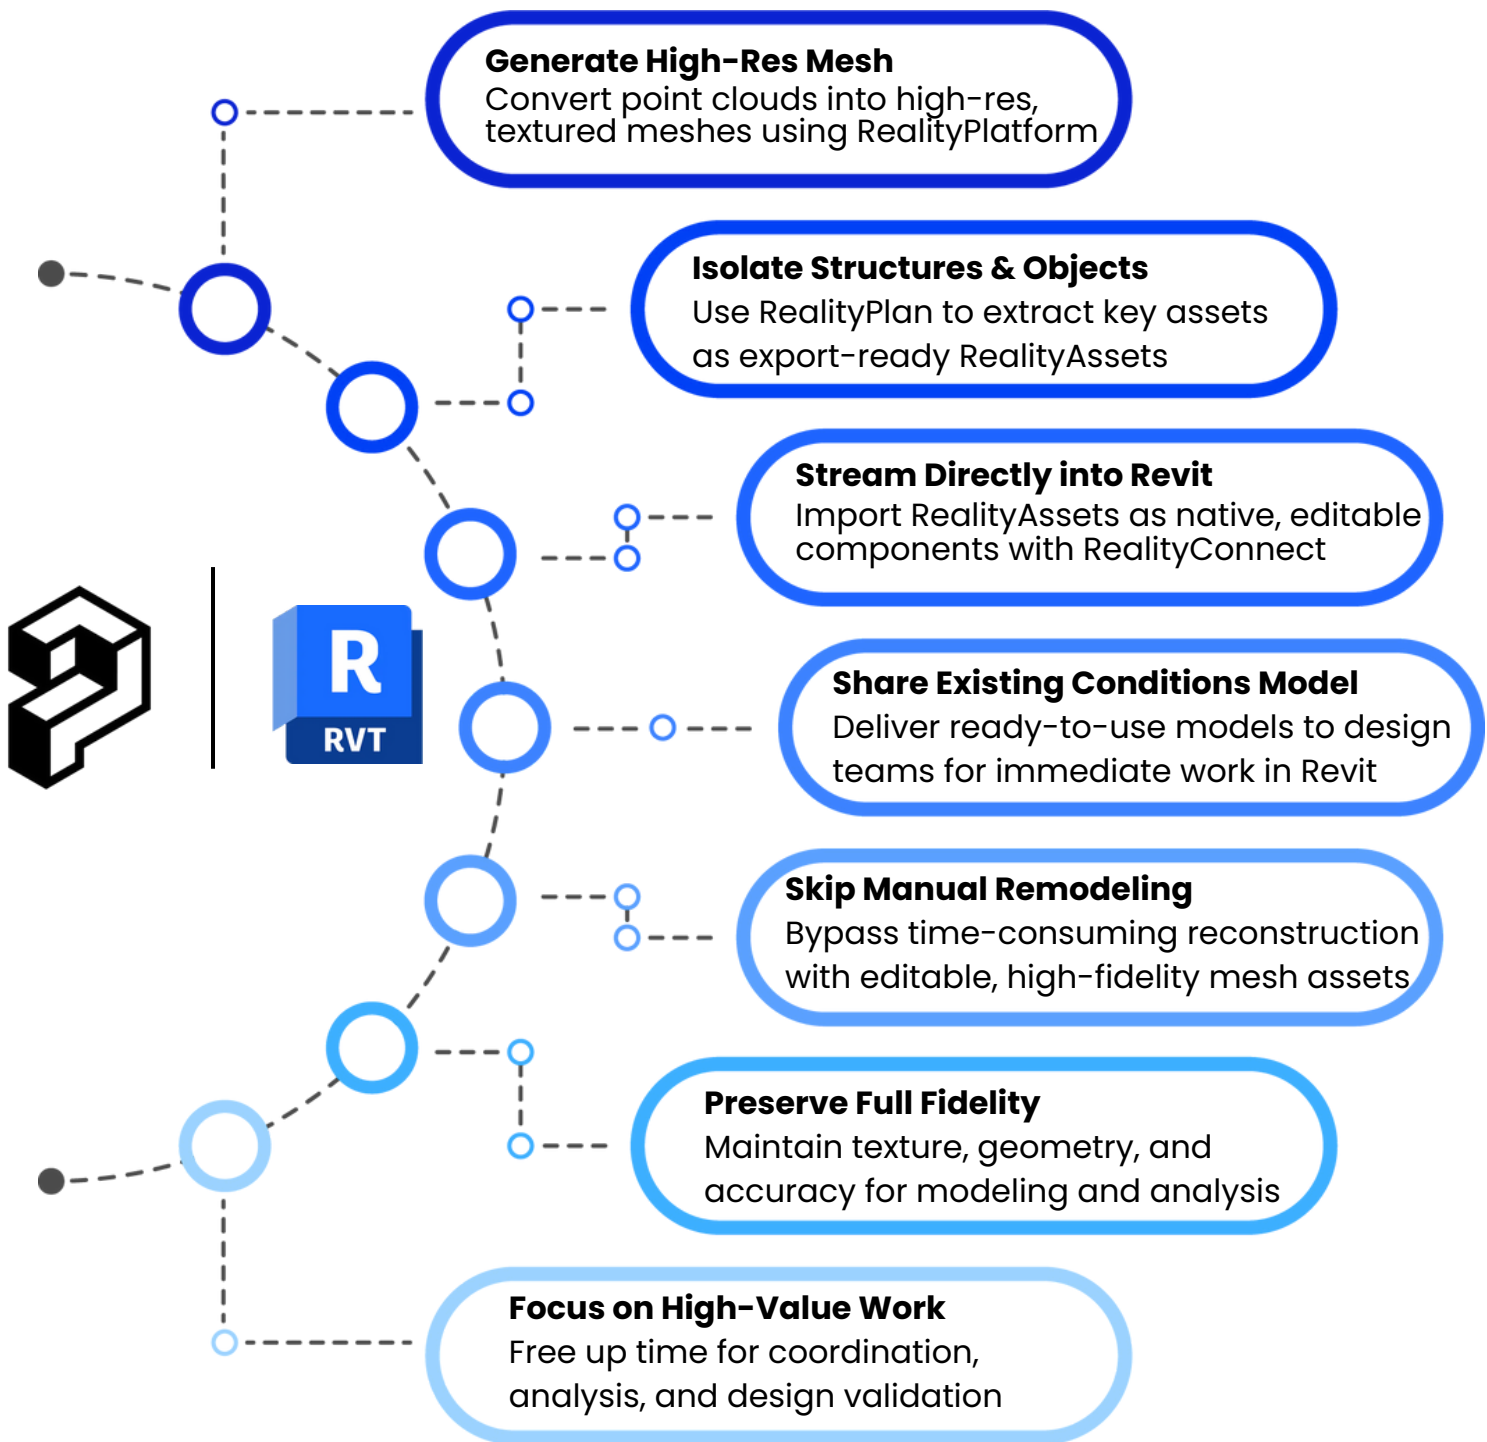 Generate High-Res Mesh
Convert point clouds into high-res,
textured meshes using RealityPlatform
Isolate Structures & Objects
Use RealityPlan to extract key assets
as export-ready RealityAssets
Stream Directly into Revit
Import RealityAssets as native, editable
components with RealityConnect
R
RVT
Share Existing Conditions Model
Deliver ready-to-use models to design
teams for immediate work in Revit
Skip Manual Remodeling
Bypass time-consuming reconstruction
with editable, high-fidelity mesh assets
Preserve Full Fidelity
Maintain texture, geometry, and
accuracy for modeling and analysis
Focus on High-Value Work
Free up time for coordination,
analysis, and design validation